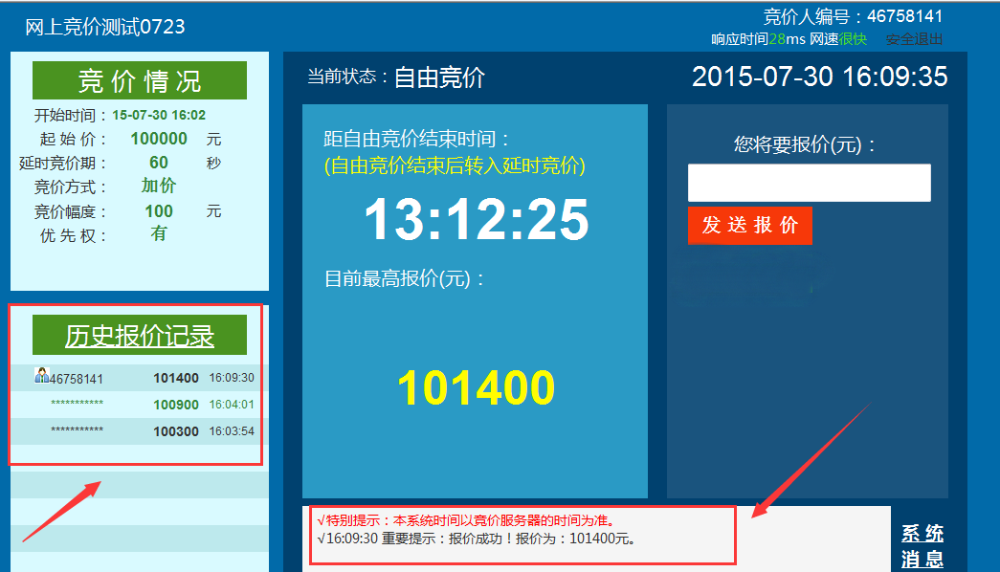 网上竞价测试0723
竞价人编号：46758141
响应时间28ms 网速很快 安全退出
竞 价 情 况
开始时间：15-07-30 16:02
起 始 价： 100000 元
延时竞价期： 60 秒
竞价方式： 加价
竞价幅度： 100 元
优 先 权： 有
历史报价记录
46758141 101400 16:09:30
*********** 100900 16:04:01
*********** 100300 16:03:54
当前状态：自由竞价
2015-07-30 16:09:35
距自由竞价结束时间：
(自由竞价结束后转入延时竞价)
13:12:25
目前最高报价(元)：
101400
您将要报价(元)：
发 送 报 价
√特别提示：本系统时间以竞价服务器的时间为准。
√16:09:30 重要提示：报价成功！报价为：101400元。
系 统
消 息